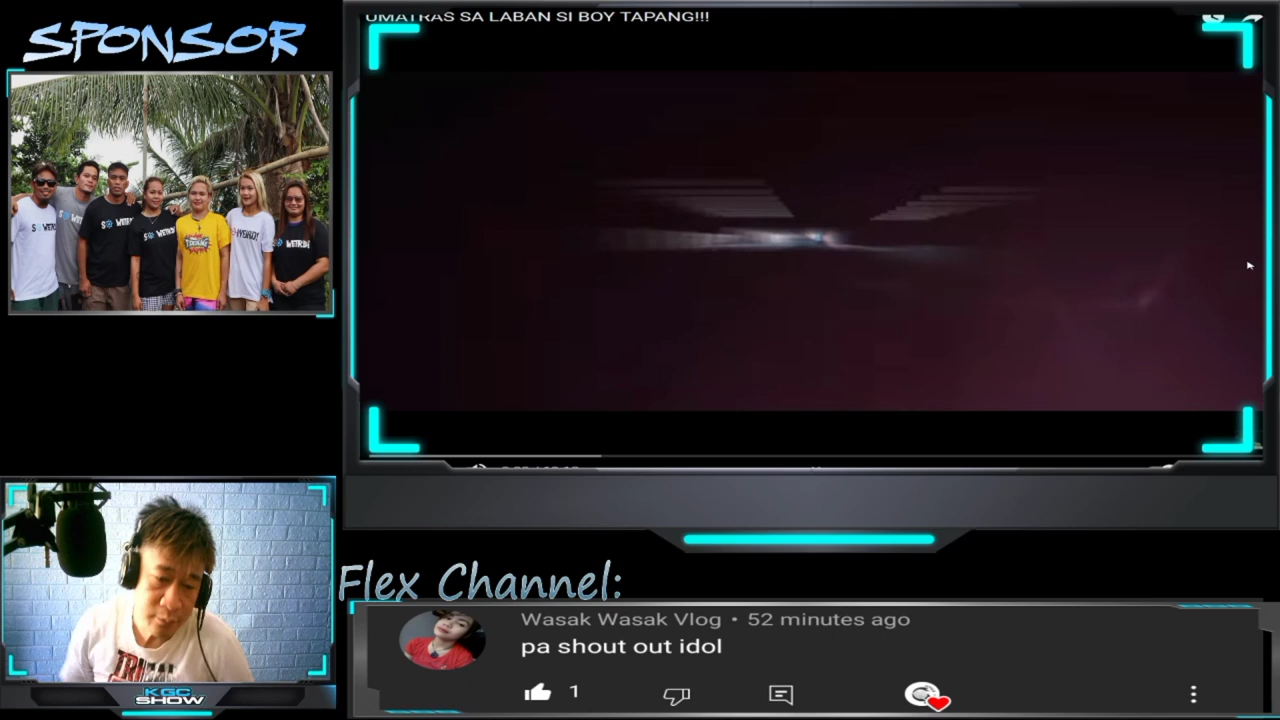 SPONSOR
UMATRAS SA LABAN SI BOY TAPANG!!!
KGC
SHOW
Flex Channel:
Wasak Wasak Vlog • 52 minutes ago
pa shout out idol
1